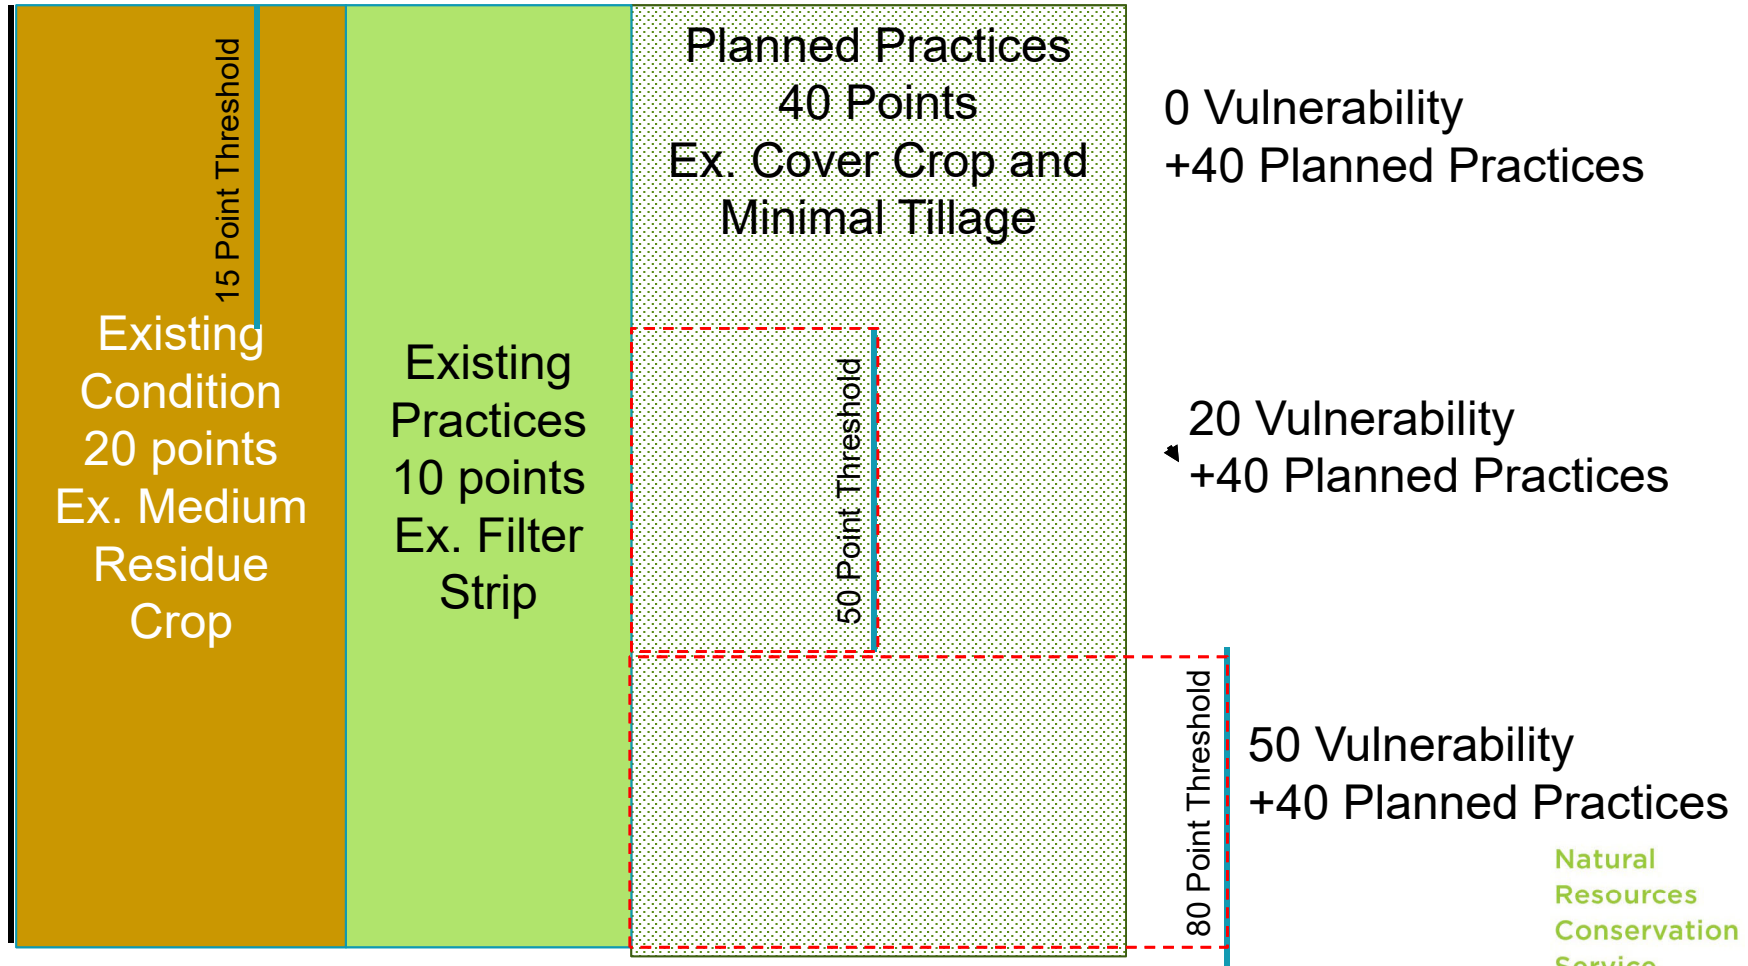 15 Point Threshold
Existing
Condition
20 points
Ex. Medium
Residue
Crop
Existing
Practices
10 points
Ex. Filter
Strip
Planned Practices
40 Points
Ex. Cover Crop and
Minimal Tillage
50 Point Threshold
80 Point Threshold
0 Vulnerability
+40 Planned Practices
20 Vulnerability
+40 Planned Practices
50 Vulnerability
+40 Planned Practices
Natural
Resources
Conservation
Service